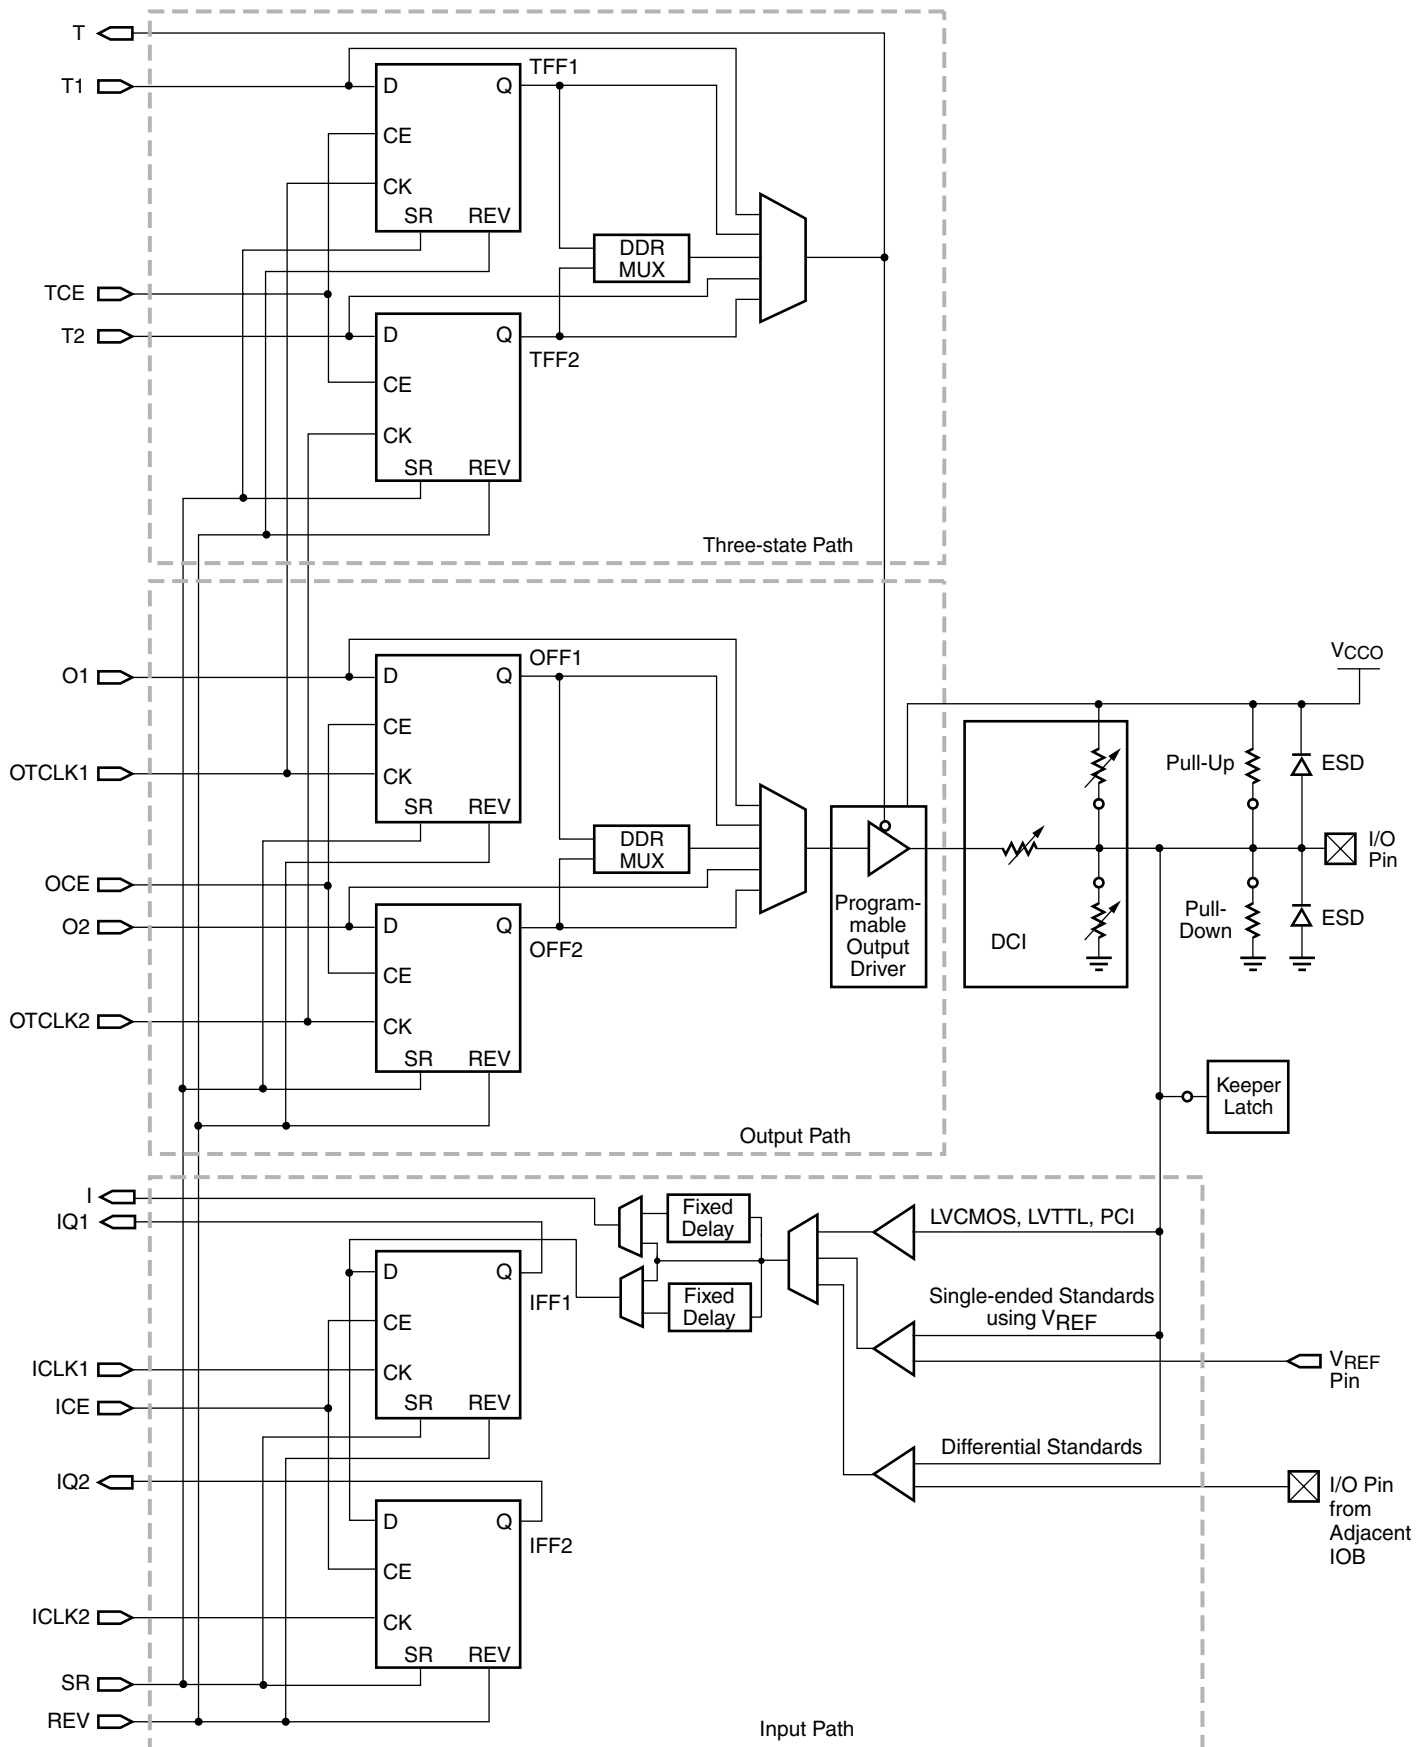 T
T1
D
Q
TFF1
CE
CK
SR
REV
DDR
MUX
TCE
T2
D
Q
TFF2
CE
CK
SR
REV
Three-state Path
O1
D
Q
OFF1
CE
OTCLK1
CK
SR
REV
DDR
MUX
OCE
O2
D
Q
OFF2
CE
OTCLK2
CK
SR
REV
Output Path
Program-
mable
Output
Driver
DCI
VCCO
Pull-Up
ESD
I/O
Pin
Pull-
Down
ESD
Keeper
Latch
I
IQ1
Fixed
Delay
LVCMOS, LVTTL, PCI
D
Q
IFF1
Fixed
Delay
Single-ended Standards
using VREF
CE
ICLK1
CK
VREF
Pin
ICE
SR
REV
Differential Standards
IQ2
I/O Pin
from
Adjacent
IOB
D
Q
IFF2
CE
ICLK2
CK
SR
REV
SR
REV
Input Path